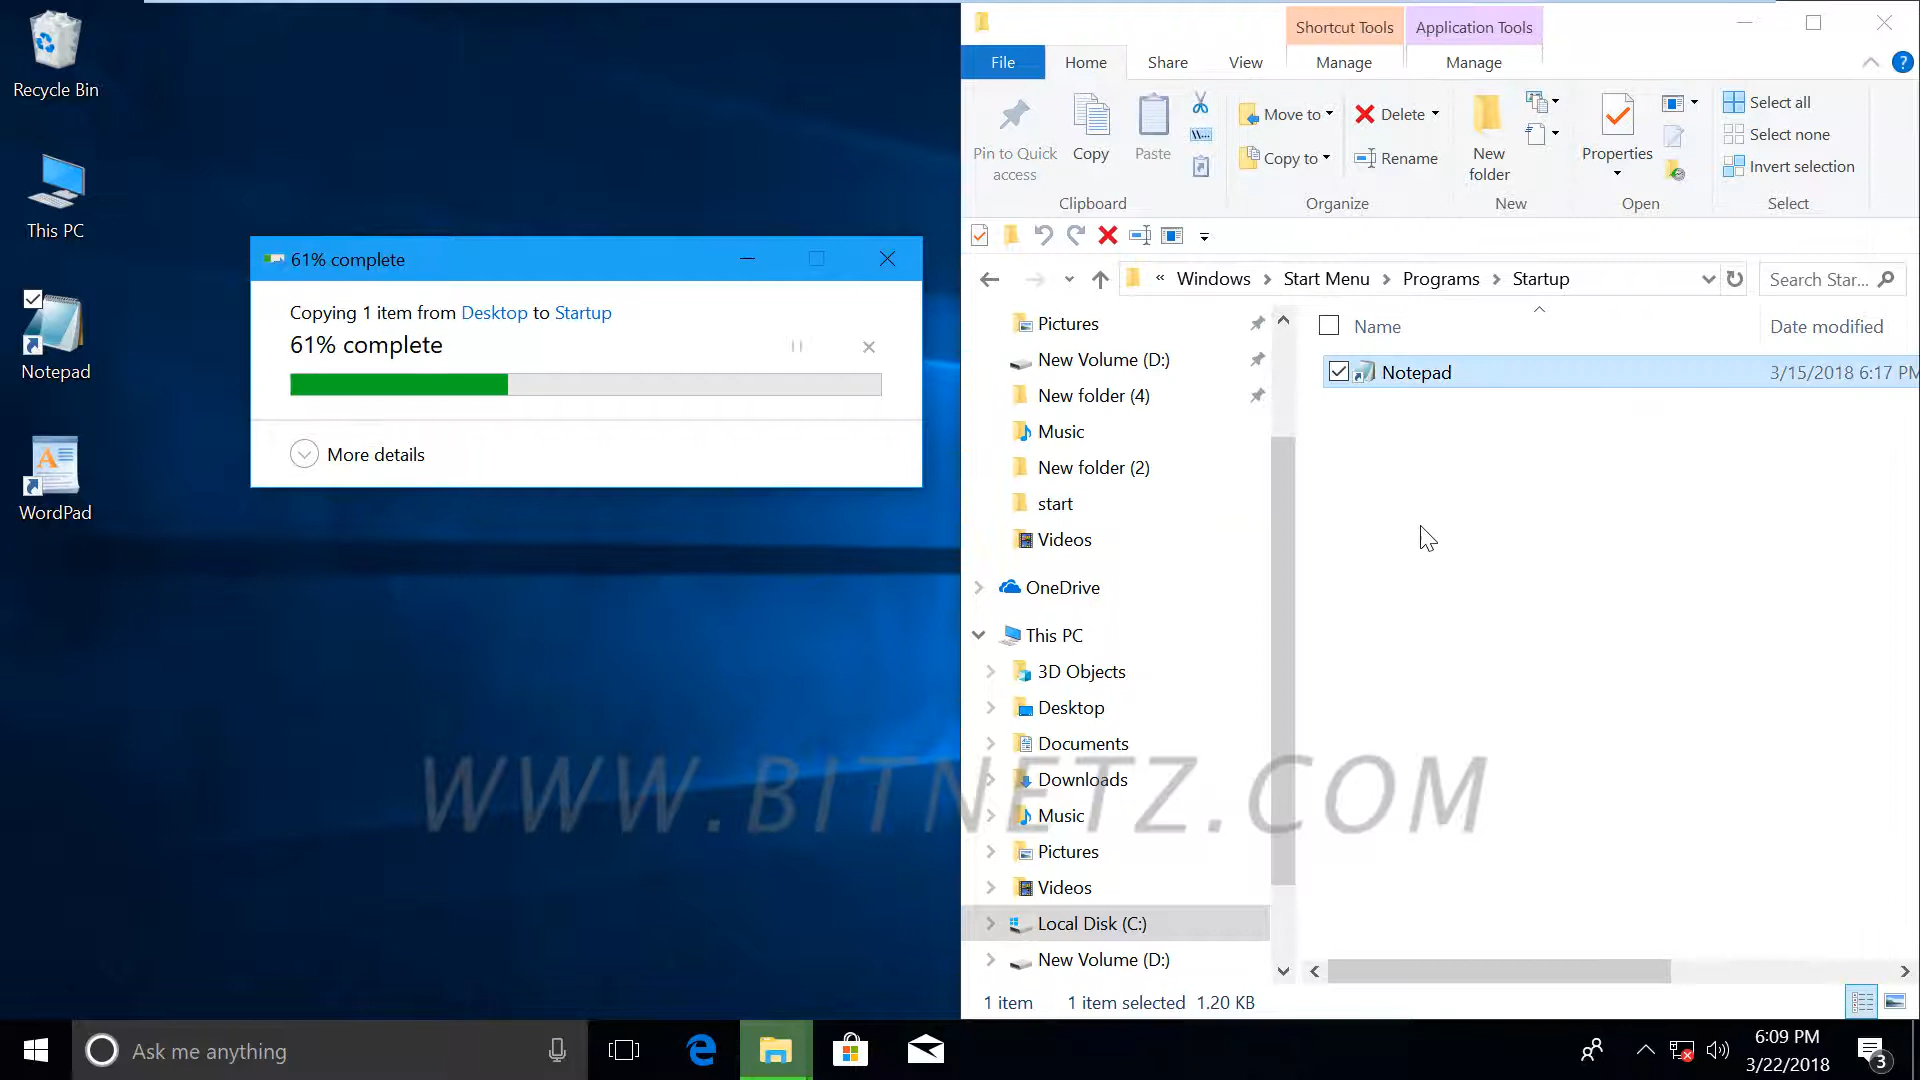 Recycle Bin
This PC
Notepad
WordPad
61% complete
Copying 1 item from Desktop to Startup
61% complete
More details
Shortcut Tools
Application Tools
File
Home
Share
View
Manage
Manage
Pin to Quick
access
Copy
Paste
Clipboard
Move to
Copy to
Delete
Rename
Organize
New
folder
New
Properties
Open
Select all
Select none
Invert selection
Select
« Windows > Start Menu > Programs > Startup
Search Star...
Pictures
New Volume (D:)
New folder (4)
Music
New folder (2)
start
Videos
OneDrive
This PC
3D Objects
Desktop
Documents
Downloads
Music
Pictures
Videos
Local Disk (C:)
New Volume (D:)
Name
Date modified
Notepad
3/15/2018 6:17 PM
WWW.BITNETZ.COM
1 item
1 item selected 1.20 KB
Ask me anything
6:09 PM
3/22/2018
3